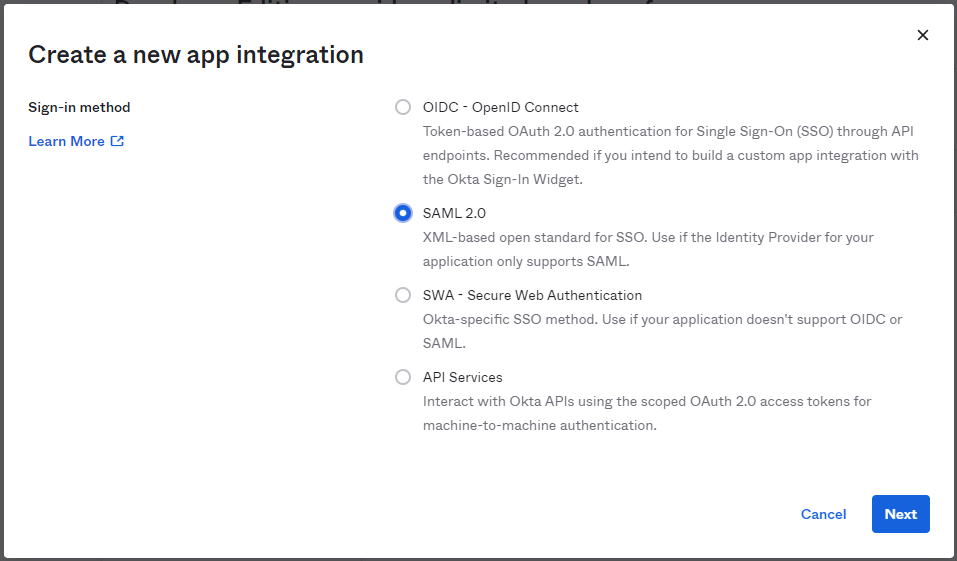 Create a new app integration
Sign-in method
Learn More
OIDC - OpenID Connect
Token-based OAuth 2.0 authentication for Single Sign-On (SSO) through API
endpoints. Recommended if you intend to build a custom app integration with
the Okta Sign-In Widget.
SAML 2.0
XML-based open standard for SSO. Use if the Identity Provider for your
application only supports SAML.
SWA - Secure Web Authentication
Okta-specific SSO method. Use if your application doesn't support OIDC or
SAML.
API Services
Interact with Okta APIs using the scoped OAuth 2.0 access tokens for
machine-to-machine authentication.
Cancel
Next